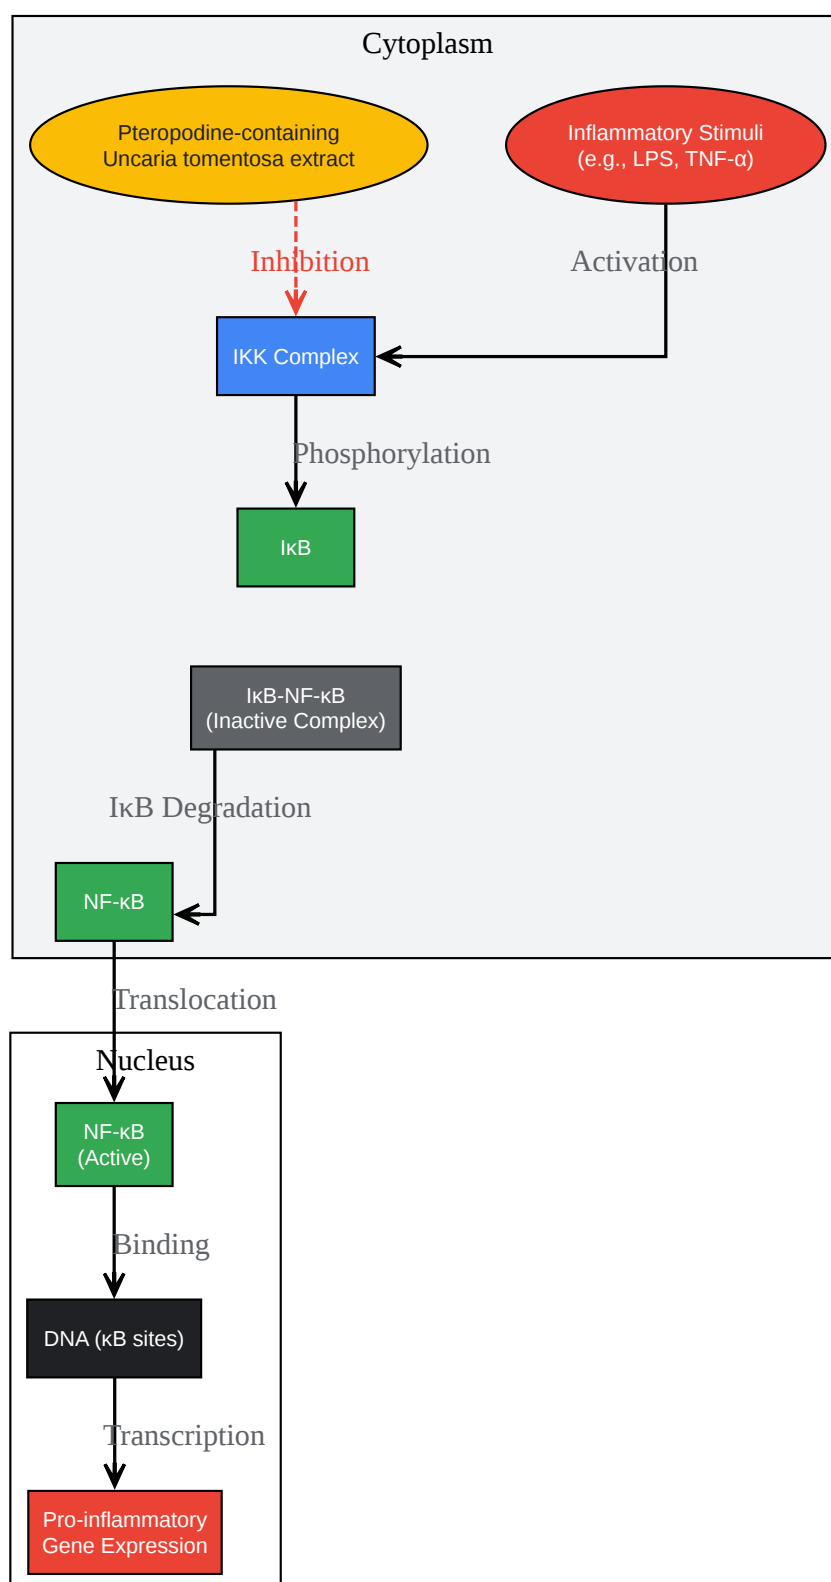 Cytoplasm
Pteropodine-containing
Uncaria tomentosa extract
Inflammatory Stimuli
(e.g., LPS, TNF-α)
Inhibition
Activation
IKK Complex
Phosphorylation
IκB
IκB-NF-κB
(Inactive Complex)
IκB Degradation
NF-κB
Translocation
Nucleus
NF-κB
(Active)
Binding
DNA (κB sites)
Transcription
Pro-inflammatory
Gene Expression